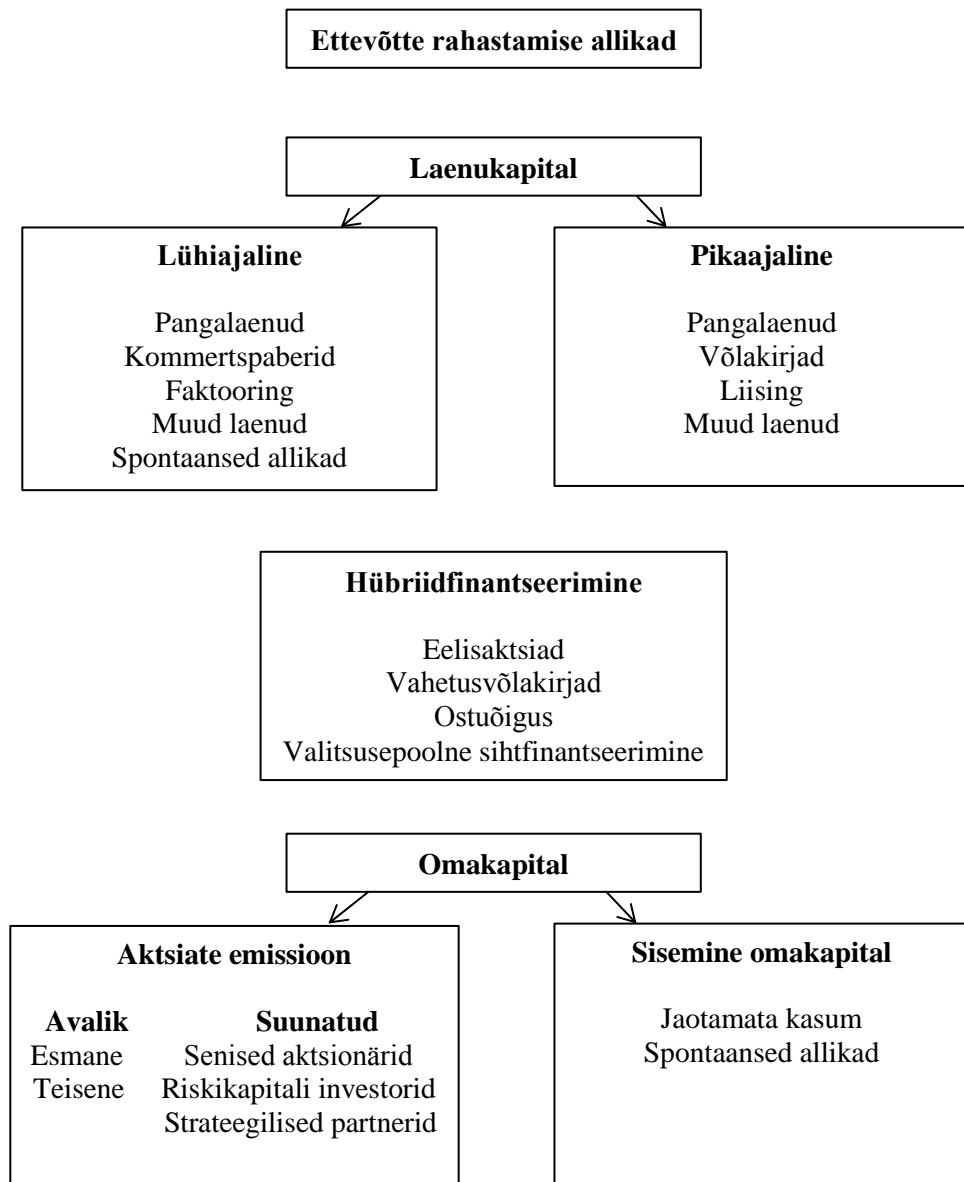 Ettevõtte rahastamise allikad
Laenukapital
Lühiajaline
Pangalaenud
Kommertspaberid
Faktooring
Muud laenud
Spontaansed allikad
Pikaajaline
Pangalaenud
Võlakirjad
Liising
Muud laenud
Hübriidfinantseerimine
Eelisaktsiad
Vahetusvõlakirjad
Ostuõigus
Valitsusepoolne sihtfinantseerimine
Omakapital
Aktsiate emissioon
Avalik Suunatud
Esmane Senised aktsionärid
Teisene Riskikapitali investorid
Strateegilised partnerid
Sisemine omakapital
Jaotamata kasum
Spontaansed allikad